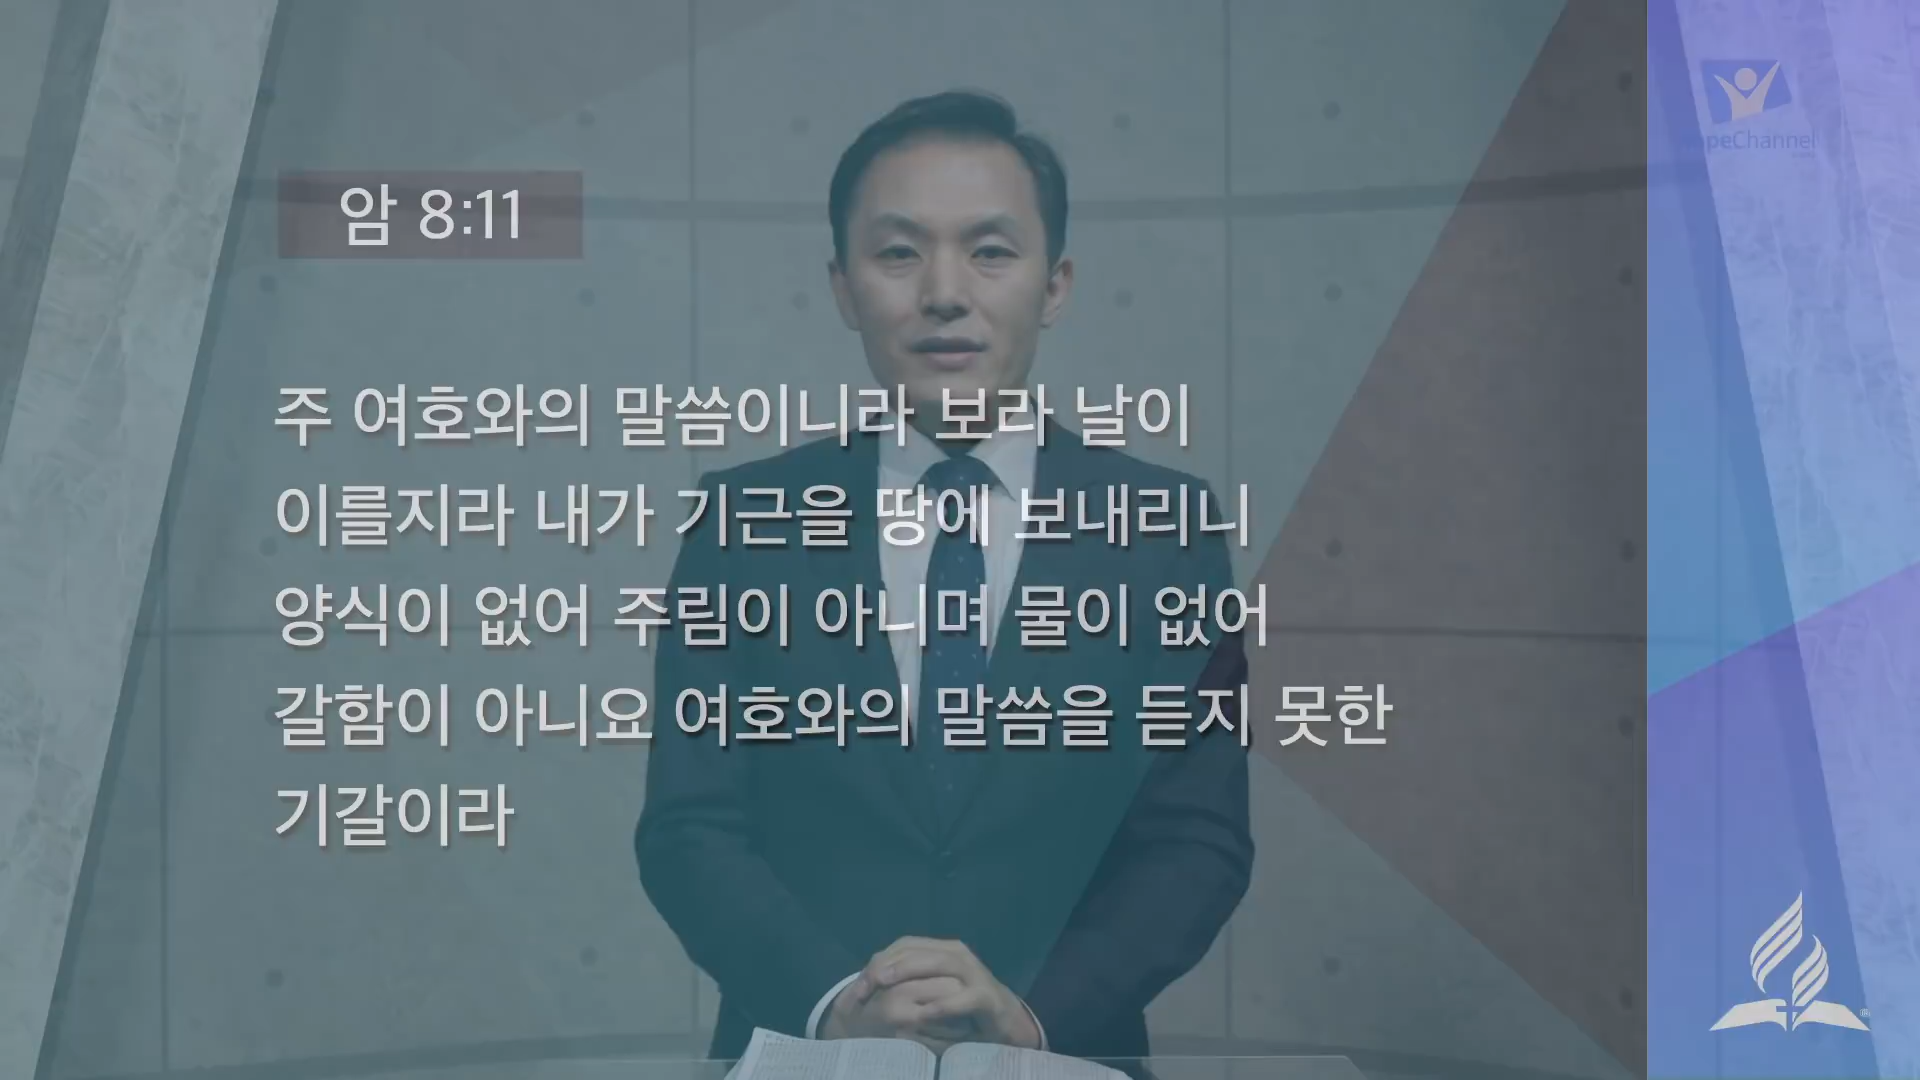 암 8:11
주 여호와의 말씀이니라 보라 날이
이를지라 내가 기근을 땅에 보내리니
양식이 없어 주림이 아니며 물이 없어
갈함이 아니요 여호와의 말씀을 듣지 못한
기갈이라
HopeChannel